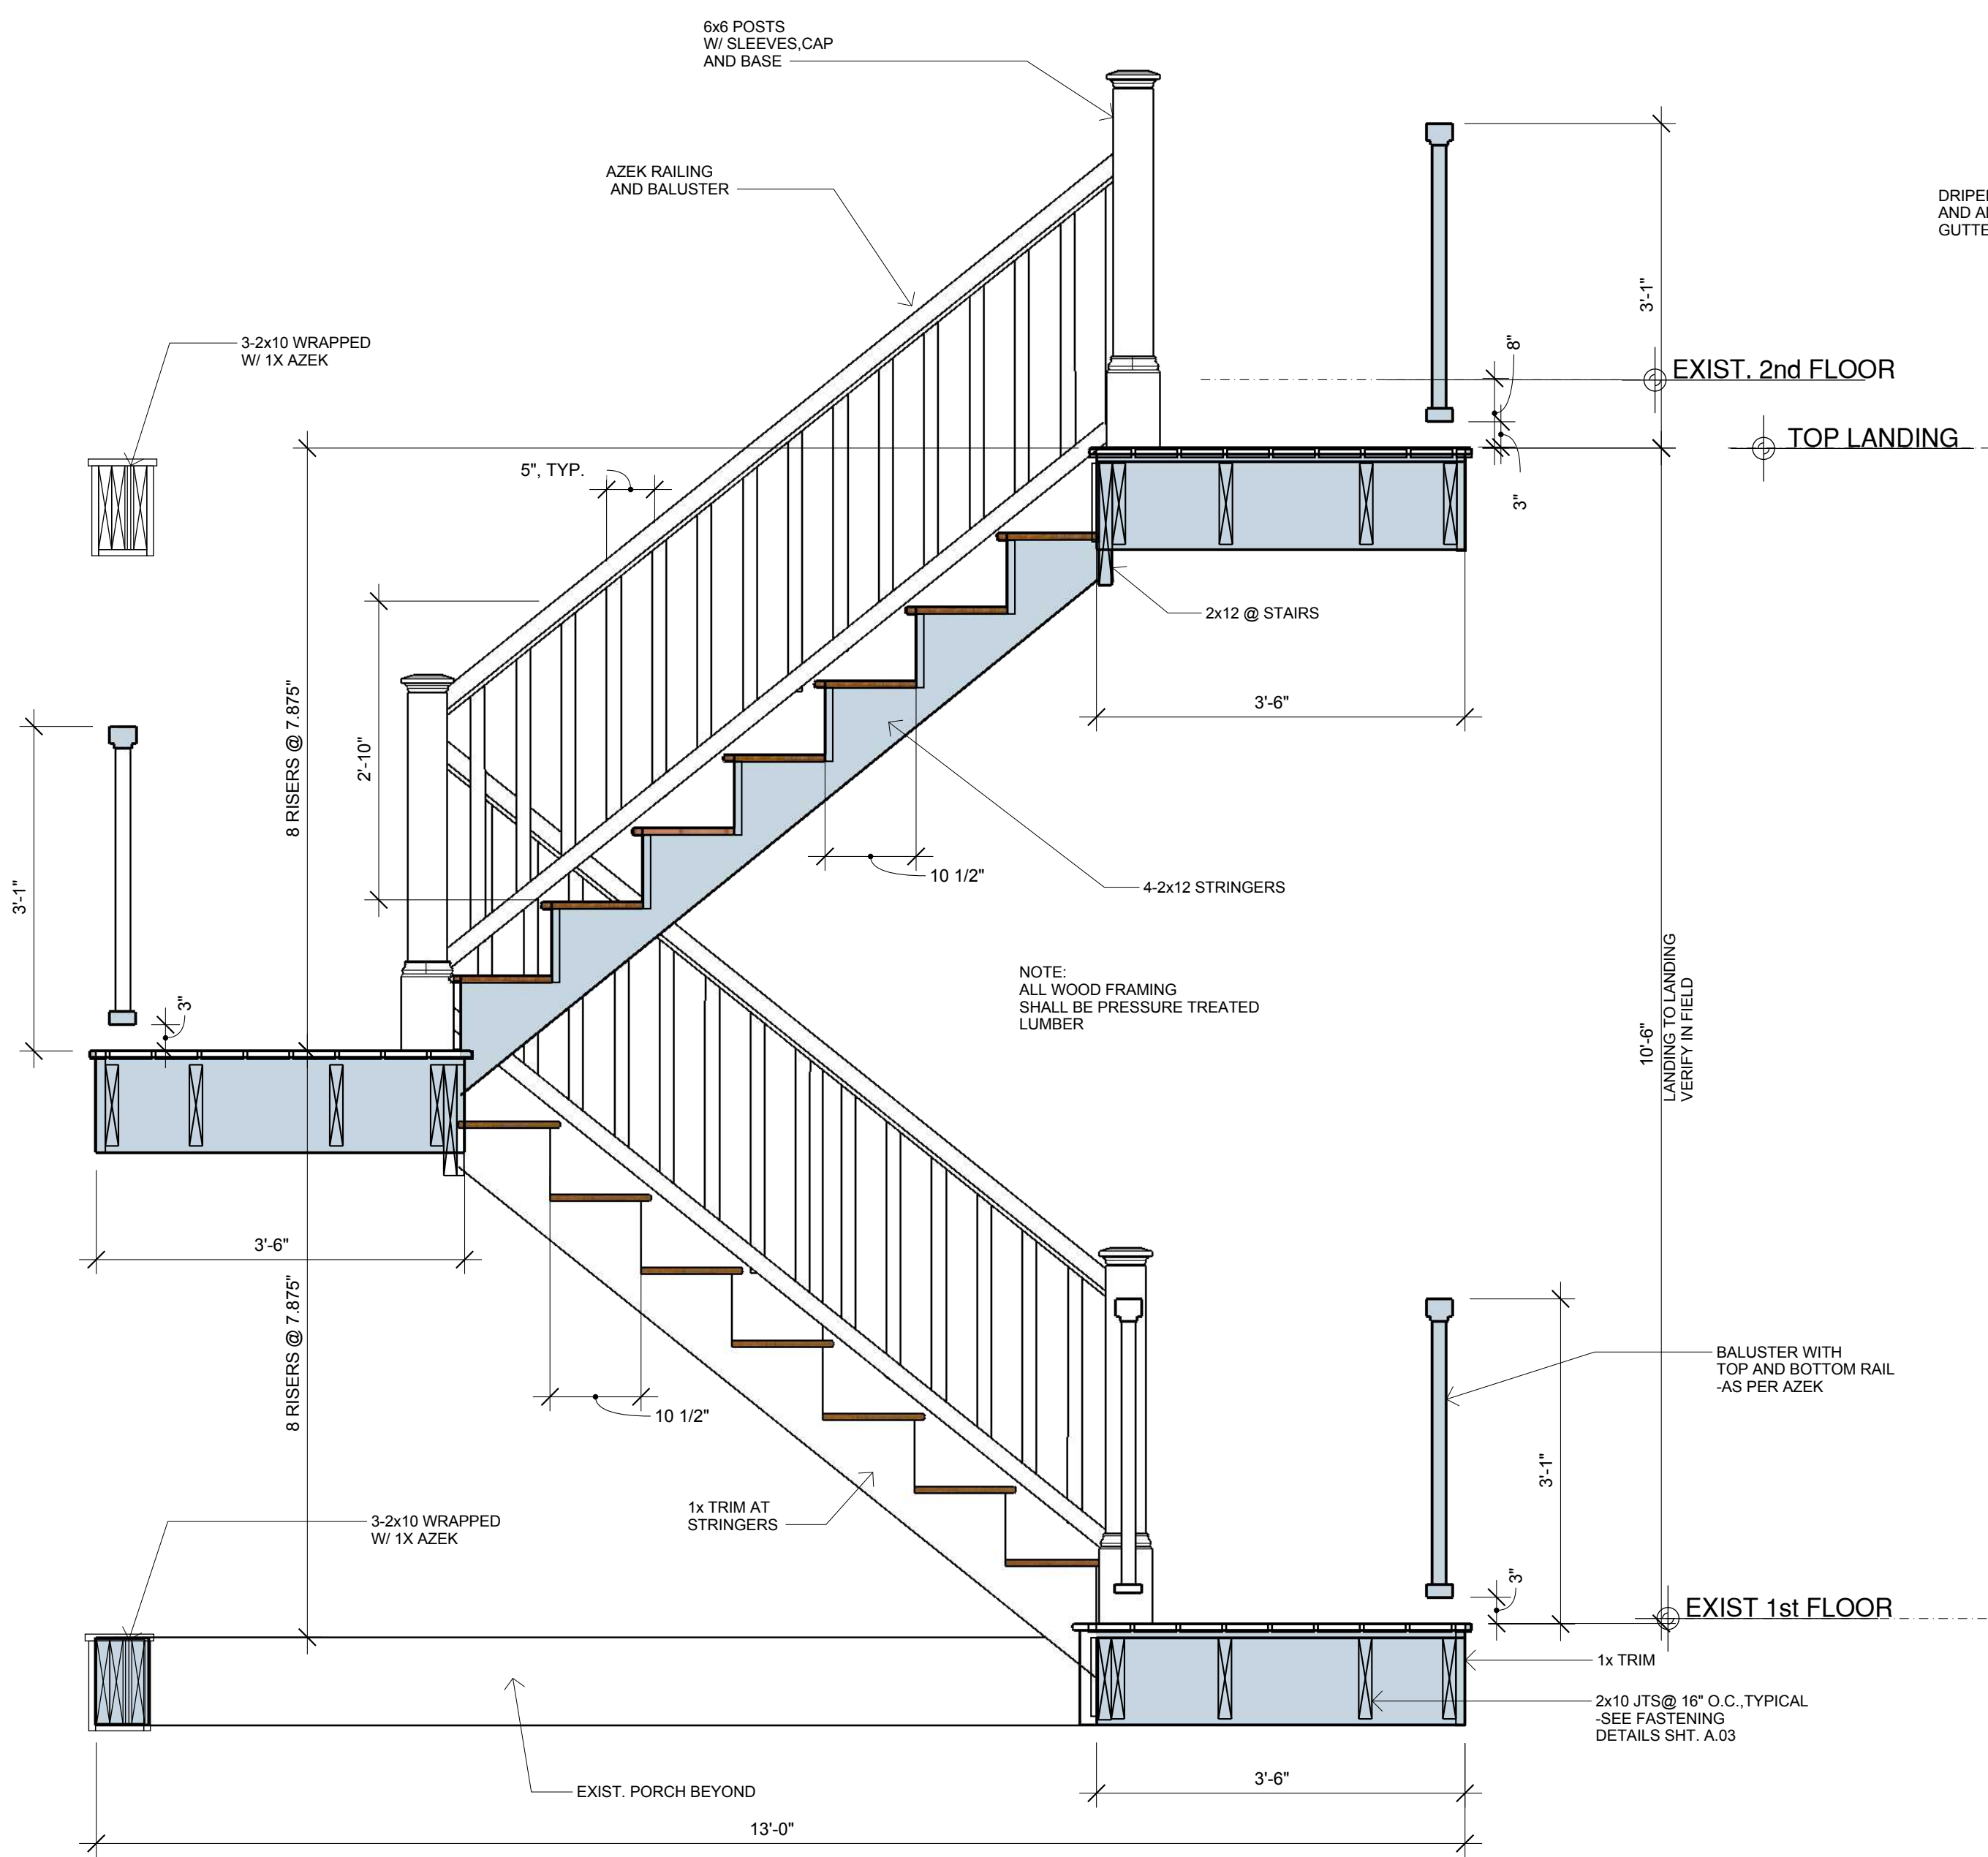 6x6 POSTS
W/ SLEEVES,CAP
AND BASE
AZEK RAILING
AND BALUSTER
3-2x10 WRAPPED
W/ 1X AZEK
5", TYP.
3'-1"
8"
EXIST. 2nd FLOOR
TOP LANDING
3"
2x12 @ STAIRS
3'-6"
8 RISERS @ 7.875"
2'-10"
3'-1"
3"
10 1/2"
4-2x12 STRINGERS
NOTE:
ALL WOOD FRAMING
SHALL BE PRESSURE TREATED
LUMBER
10'-6"
LANDING TO LANDING
VERIFY IN FIELD
3'-6"
8 RISERS @ 7.875"
10 1/2"
BALUSTER WITH
TOP AND BOTTOM RAIL
-AS PER AZEK
3'-1"
1x TRIM AT
STRINGERS
3-2x10 WRAPPED
W/ 1X AZEK
3"
EXIST 1st FLOOR
1x TRIM
2x10 JTS@ 16" O.C.,TYPICAL
-SEE FASTENING
DETAILS SHT. A.03
EXIST. PORCH BEYOND
3'-6"
13'-0"